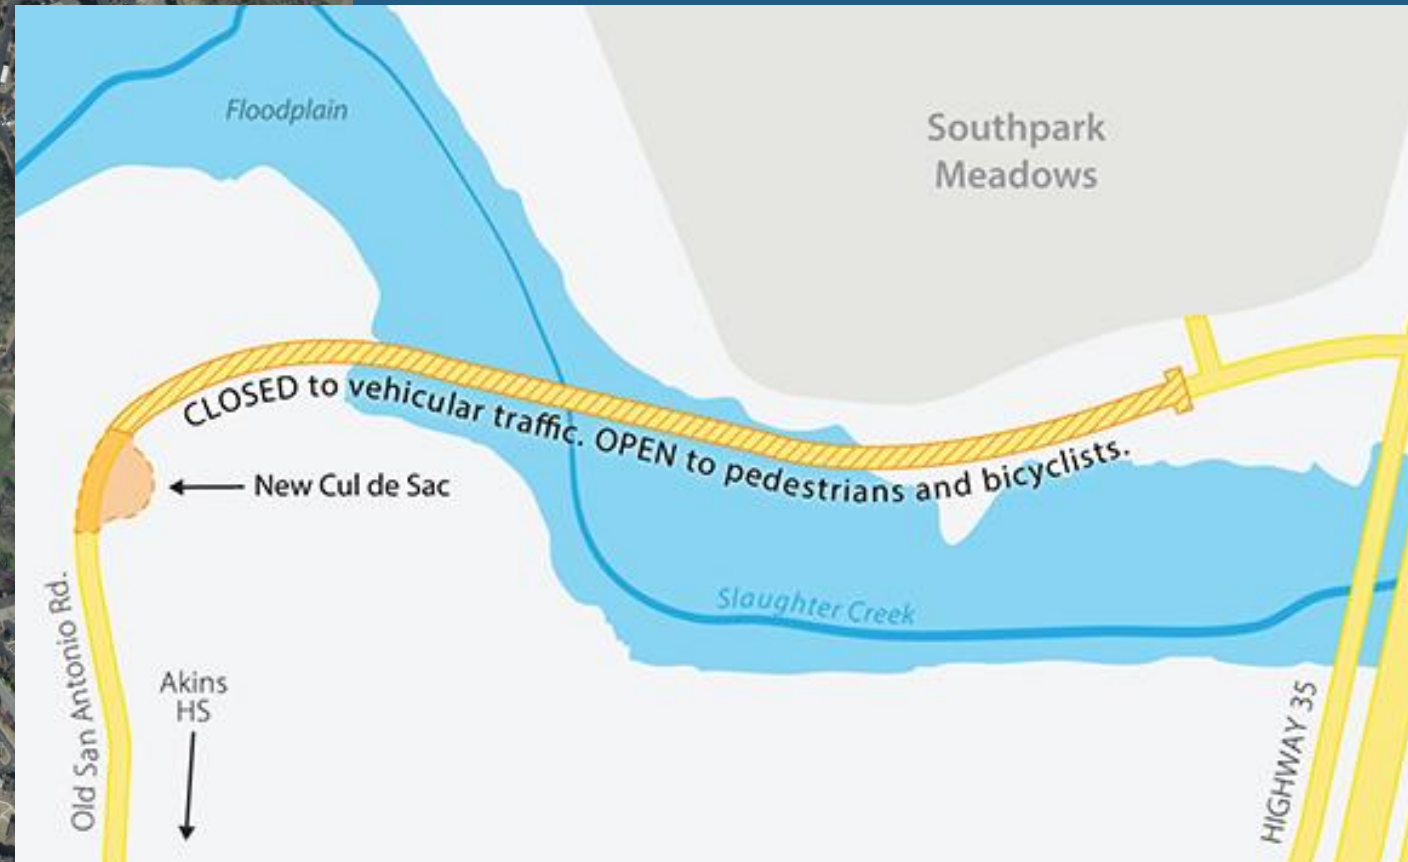 Floodplain
Southpark
Meadows
CLOSED to vehicular traffic. OPEN to pedestrians and bicyclists.
New Cul de Sac
Slaughter Creek
Old San Antonio Rd.
Akins
HS
HIGHWAY 35